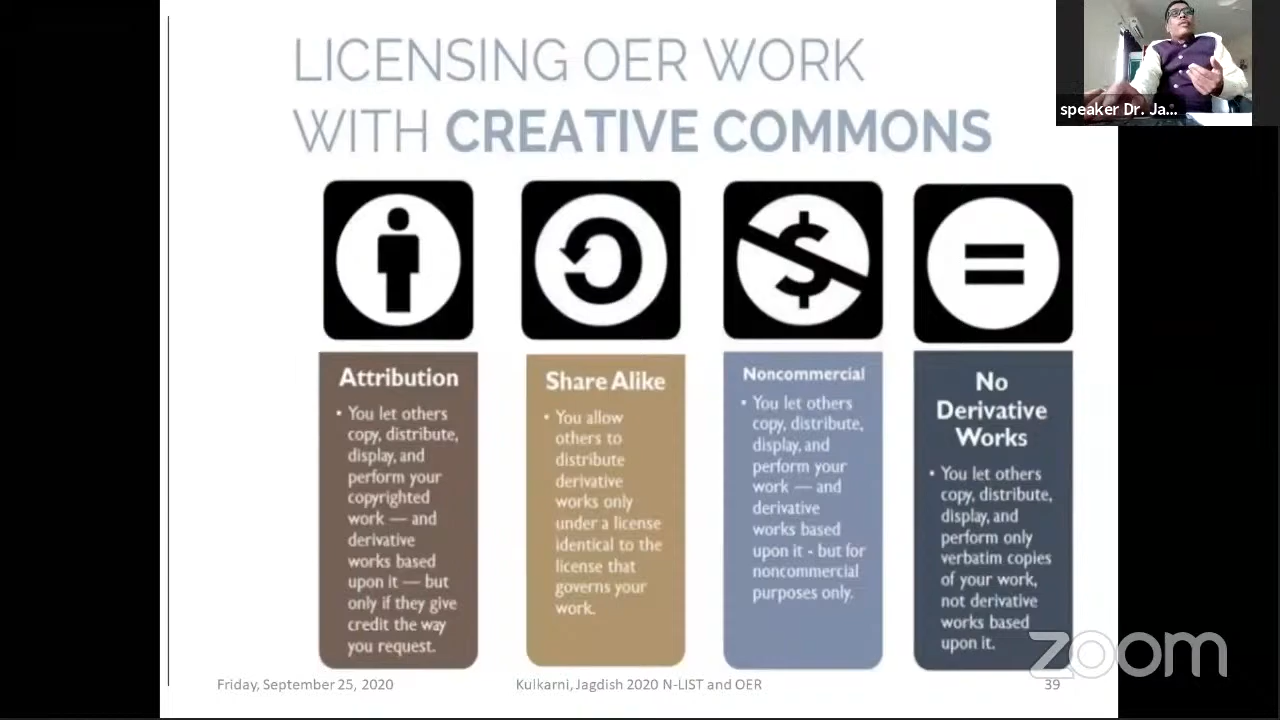 LICENSING OER WORK
WITH CREATIVE COMMONS
speaker Dr. Ja...
Attribution
• You let others
copy, distribute,
display, and
perform your
copyrighted
work — and
derivative
works based
upon it — but
only if they give
credit the way
you request.
Share Alike
• You allow
others to
distribute
derivative
works only
under a license
identical to the
license that
governs your
work.
Noncommercial
• You let others
copy, distribute,
display, and
perform your
work — and
derivative
works based
upon it - but for
noncommercial
purposes only.
No
Derivative
Works
• You let others
copy, distribute,
display, and
perform only
verbatim copies
of your work,
not derivative
works based
upon it.
zoom
Friday, September 25, 2020
Kulkarni, Jagdish 2020 N-LIST and OER
39